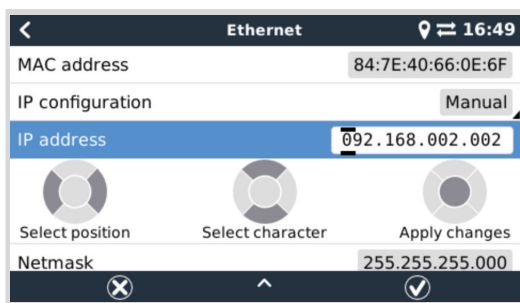 Ethernet 16:49
MAC address 84:7E:40:66:0E:6F
IP configuration Manual
IP address 092.168.002.002
Select position Select character Apply changes
Netmask 255.255.255.000